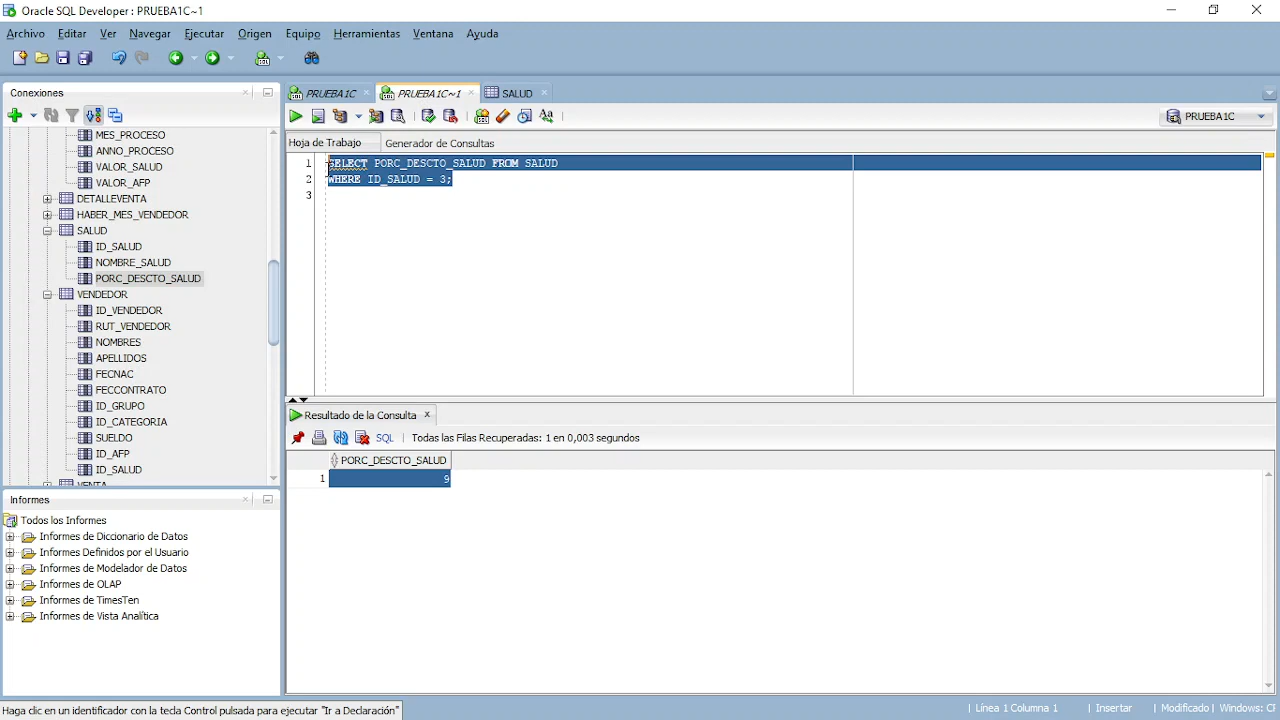 Oracle SQL Developer : PRUEBA1C~1
Archivo Editar Ver Navegar Ejecutar Origen Equipo Herramientas Ventana Ayuda
Conexiones
MES_PROCESO
ANNO_PROCESO
VALOR_SALUD
VALOR_AFP
DETALLEVENTA
HABER_MES_VENDEDOR
SALUD
ID_SALUD
NOMBRE_SALUD
PORC_DESCTO_SALUD
VENDEDOR
ID_VENDEDOR
RUT_VENDEDOR
NOMBRES
APELLIDOS
FECNAC
FECCONTRATO
ID_GRUPO
ID_CATEGORIA
SUELDO
ID_AFP
ID_SALUD
VENTA
Informes
Todos los Informes
Informes de Diccionario de Datos
Informes Definidos por el Usuario
Informes de Modelador de Datos
Informes de OLAP
Informes de TimesTen
Informes de Vista Analítica
PRUEBA1C PRUEBA1C~1 SALUD
PRUEBA1C
Hoja de Trabajo Generador de Consultas
1 SELECT PORC_DESCTO_SALUD FROM SALUD
2 WHERE ID_SALUD = 3;
3
Resultado de la Consulta
SQL | Todas las Filas Recuperadas: 1 en 0,003 segundos
PORC_DESCTO_SALUD
1 9
Haga clic en un identificador con la tecla Control pulsada para ejecutar "Ir a Declaración"
| Línea 1 Columna 1 | Insertar | Modificado | Windows: CF